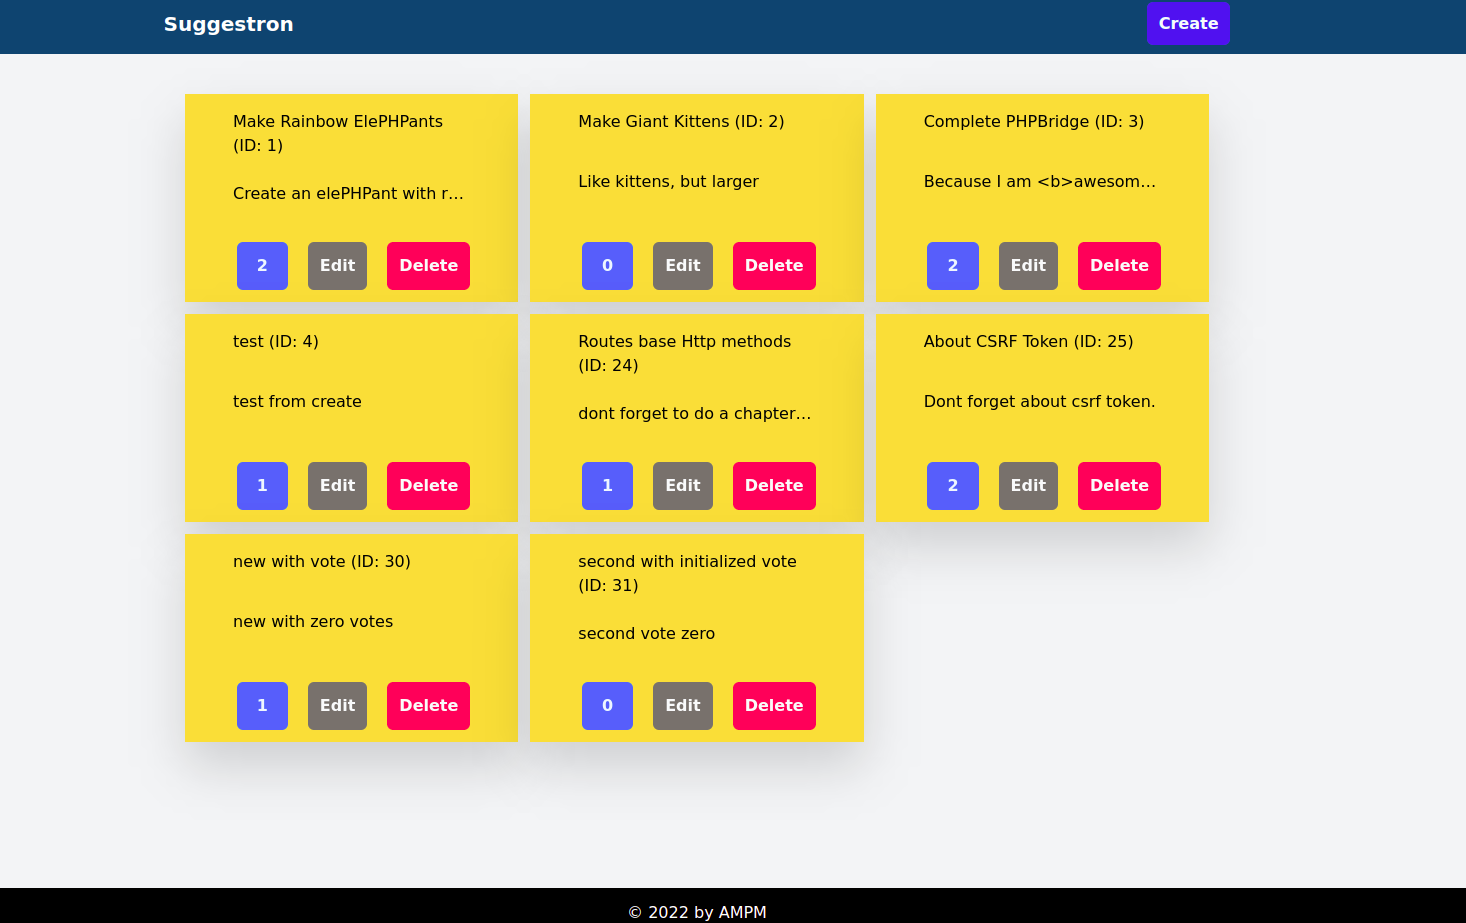 Suggestron
Create
Make Rainbow ElePHPants
(ID: 1)
Create an elePHPant with r...
2 Edit Delete
Make Giant Kittens (ID: 2)
Like kittens, but larger
0 Edit Delete
Complete PHPBridge (ID: 3)
Because I am <b>awesom...
2 Edit Delete
test (ID: 4)
test from create
1 Edit Delete
Routes base Http methods
(ID: 24)
dont forget to do a chapter...
1 Edit Delete
About CSRF Token (ID: 25)
Dont forget about csrf token.
2 Edit Delete
new with vote (ID: 30)
new with zero votes
1 Edit Delete
second with initialized vote
(ID: 31)
second vote zero
0 Edit Delete
© 2022 by AMPM